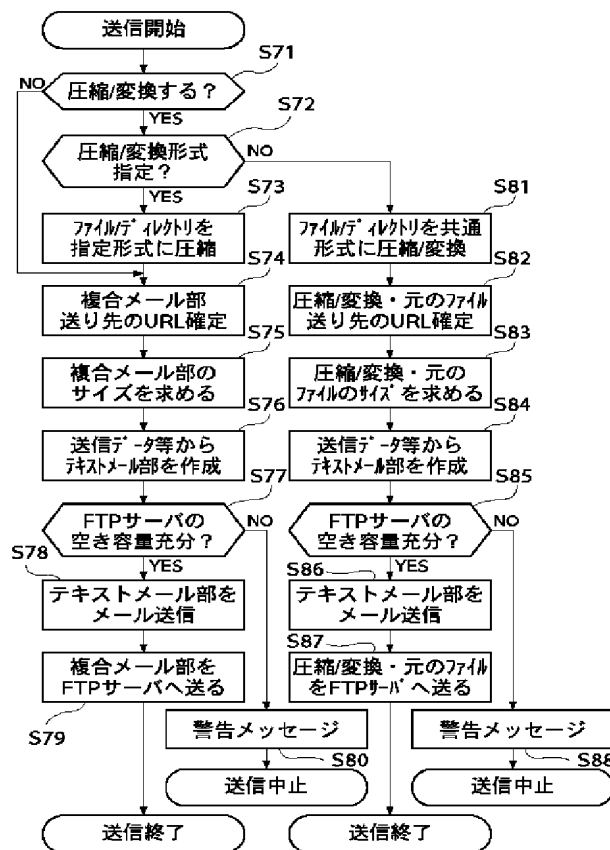 送信開始
S71
NO
圧縮/変換する?
YES
S72
圧縮/変換形式
指定?
NO
YES
S73
S81
ファイル/ディレクトリを
指定形式に圧縮
ファイル/ディレクトリを共通
形式に圧縮/変換
S74
S82
複合メール部
送り先のURL確定
圧縮/変換・元のファイル
送り先のURL確定
S75
S83
複合メール部の
サイズを求める
圧縮/変換・元の
ファイルのサイズを求める
S76
S84
送信データ等から
テキストメール部を作成
送信データ等から
テキストメール部を作成
S77
S85
FTPサーバの
空き容量充分?
NO
FTPサーバの
空き容量充分?
NO
S78
YES
S86
YES
テキストメール部を
メール送信
テキストメール部を
メール送信
S87
複合メール部を
FTPサーバへ送る
圧縮/変換・元のファイル
をFTPサーバへ送る
S79
警告メッセージ
警告メッセージ
S80
S88
送信中止
送信中止
送信終了
送信終了